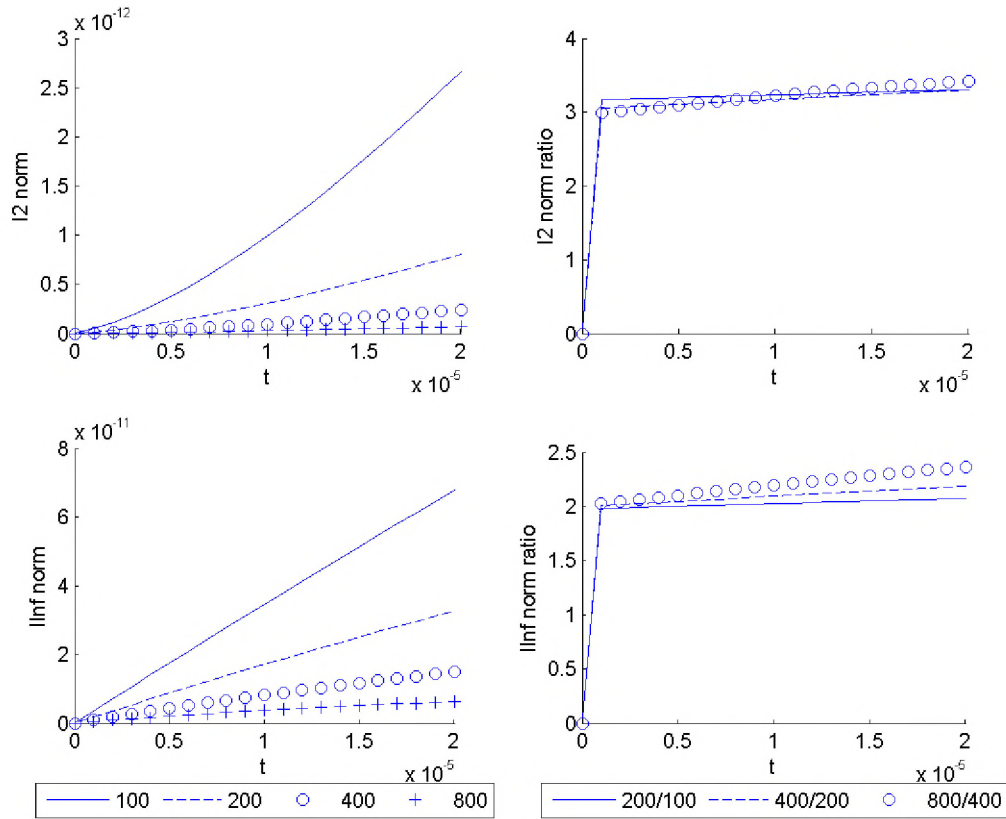 x 10-12
3
2.5
2
1.5
1
0.5
0
l2 norm
0 0.5 1 1.5 2
t
x 10-5
4
3
2
1
0
l2 norm ratio
0 0.5 1 1.5 2
t
x 10-5
x 10-11
8
6
4
2
0
lInf norm
0 0.5 1 1.5 2
t
x 10-5
2.5
2
1.5
1
0.5
0
lInf norm ratio
0 0.5 1 1.5 2
t
x 10-5
100 200 400 800
200/100 400/200 800/400